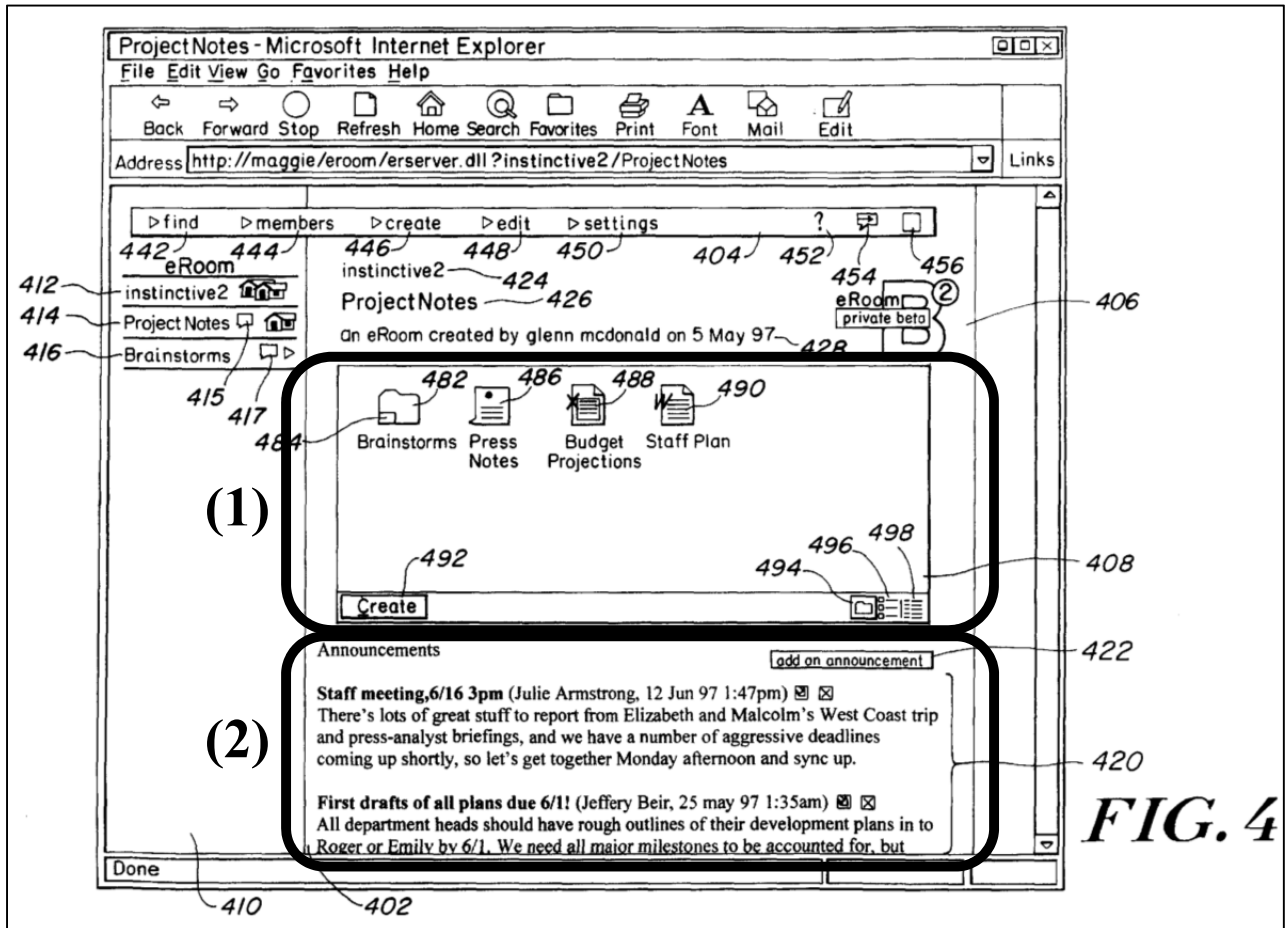 ProjectNotes - Microsoft Internet Explorer
File Edit View Go Favorites Help
Back Forward Stop Refresh Home Search Favorites Print Font Mail Edit
Address http://maggie/eroom/erserver.dll?instinctive2/ProjectNotes Links
▷find ▷members ▷create ▷edit ▷settings ?
442 444 446 448 450 404 452 454 456
eRoom
412 instinctive2
414 Project Notes
416 Brainstorms
415 417
instinctive2 424
ProjectNotes 426
an eRoom created by glenn mcdonald on 5 May 97 428
eRoom B 2
private beta
406
(1)
482 486 488 490
484
X W
Brainstorms Press Notes Budget Projections Staff Plan
492 494 496 498 408
Create
(2)
Announcements add an announcement 422
Staff meeting,6/16 3pm (Julie Armstrong, 12 Jun 97 1:47pm)
There's lots of great stuff to report from Elizabeth and Malcolm's West Coast trip
and press-analyst briefings, and we have a number of aggressive deadlines
coming up shortly, so let's get together Monday afternoon and sync up.
420
First drafts of all plans due 6/1! (Jeffery Beir, 25 may 97 1:35am)
All department heads should have rough outlines of their development plans in to
Roger or Emily by 6/1. We need all major milestones to be accounted for, but
Done
410 402
FIG. 4